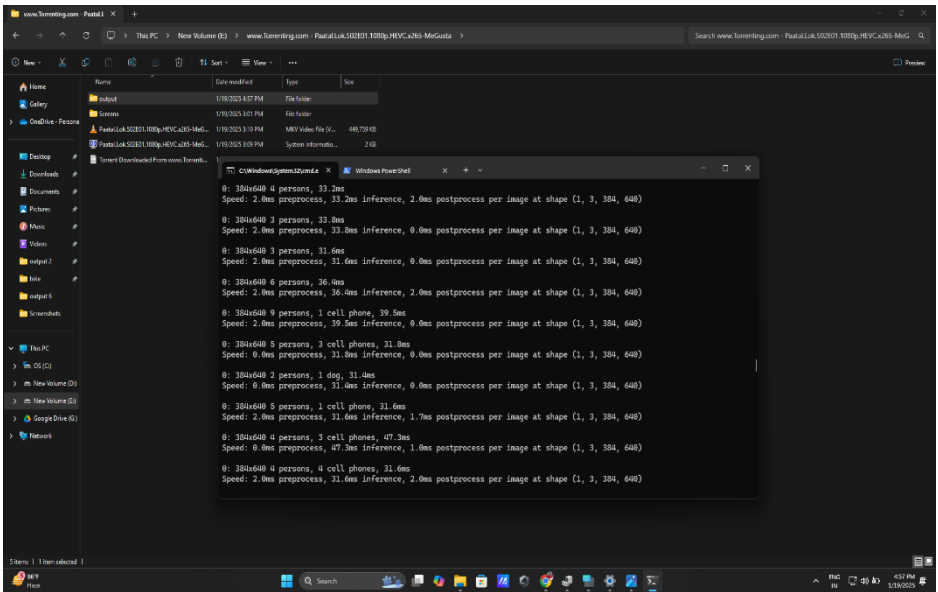 www.Torrenting.com - Paatal.L
This PC > New Volume (E:) > www.Torrenting.com - Paatal.Lok.S02E01.1080p.HEVC.x265-MeGusta >
Search www.Torrenting.com - Paatal.Lok.S02E01.1080p.HEVC.x265-MeG
New
Sort
View
Preview
Name
Date modified
Type
Size
Home
Gallery
OneDrive - Persona
Desktop
Downloads
Documents
Pictures
Music
Videos
output 2
bike
output 6
Screenshots
This PC
OS (C:)
New Volume (D:)
New Volume (E:)
Google Drive (G:)
Network
output 1/19/2025 4:57 PM File folder
Screens 1/19/2025 3:01 PM File folder
Paatal.Lok.S02E01.1080p.HEVC.x265-MeG... 1/19/2025 3:10 PM MKV Video File (V... 449,759 KB
Paatal.Lok.S02E01.1080p.HEVC.x265-MeG... 1/19/2025 3:09 PM System Informatio... 2 KB
Torrent Downloaded From www.Torrenti...
C:\Windows\System32\cmd.e
Windows PowerShell
0: 384x640 4 persons, 33.2ms
Speed: 2.0ms preprocess, 33.2ms inference, 2.0ms postprocess per image at shape (1, 3, 384, 640)
0: 384x640 3 persons, 33.8ms
Speed: 2.0ms preprocess, 33.8ms inference, 0.0ms postprocess per image at shape (1, 3, 384, 640)
0: 384x640 3 persons, 31.6ms
Speed: 2.0ms preprocess, 31.6ms inference, 0.0ms postprocess per image at shape (1, 3, 384, 640)
0: 384x640 6 persons, 36.4ms
Speed: 2.0ms preprocess, 36.4ms inference, 2.0ms postprocess per image at shape (1, 3, 384, 640)
0: 384x640 9 persons, 1 cell phone, 39.5ms
Speed: 2.0ms preprocess, 39.5ms inference, 0.0ms postprocess per image at shape (1, 3, 384, 640)
0: 384x640 5 persons, 3 cell phones, 31.8ms
Speed: 0.0ms preprocess, 31.8ms inference, 0.0ms postprocess per image at shape (1, 3, 384, 640)
0: 384x640 2 persons, 1 dog, 31.4ms
Speed: 0.0ms preprocess, 31.4ms inference, 0.0ms postprocess per image at shape (1, 3, 384, 640)
0: 384x640 5 persons, 1 cell phone, 31.6ms
Speed: 2.0ms preprocess, 31.6ms inference, 1.7ms postprocess per image at shape (1, 3, 384, 640)
0: 384x640 4 persons, 3 cell phones, 47.3ms
Speed: 0.0ms preprocess, 47.3ms inference, 1.0ms postprocess per image at shape (1, 3, 384, 640)
0: 384x640 4 persons, 4 cell phones, 31.6ms
Speed: 2.0ms preprocess, 31.6ms inference, 2.0ms postprocess per image at shape (1, 3, 384, 640)
5 items
1 item selected
66°F
Haze
Search
ENG
IN
4:57 PM
1/19/2025